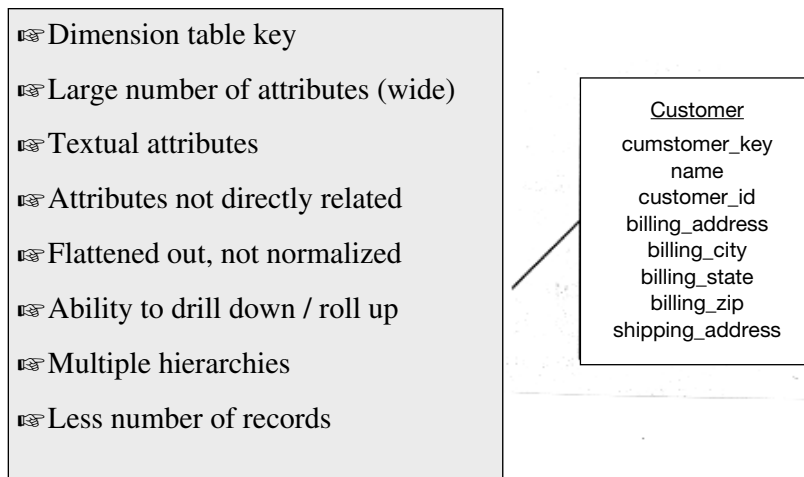 ☞Dimension table key
☞Large number of attributes (wide)
☞Textual attributes
☞Attributes not directly related
☞Flattened out, not normalized
☞Ability to drill down / roll up
☞Multiple hierarchies
☞Less number of records
Customer
cumstomer_key
name
customer_id
billing_address
billing_city
billing_state
billing_zip
shipping_address